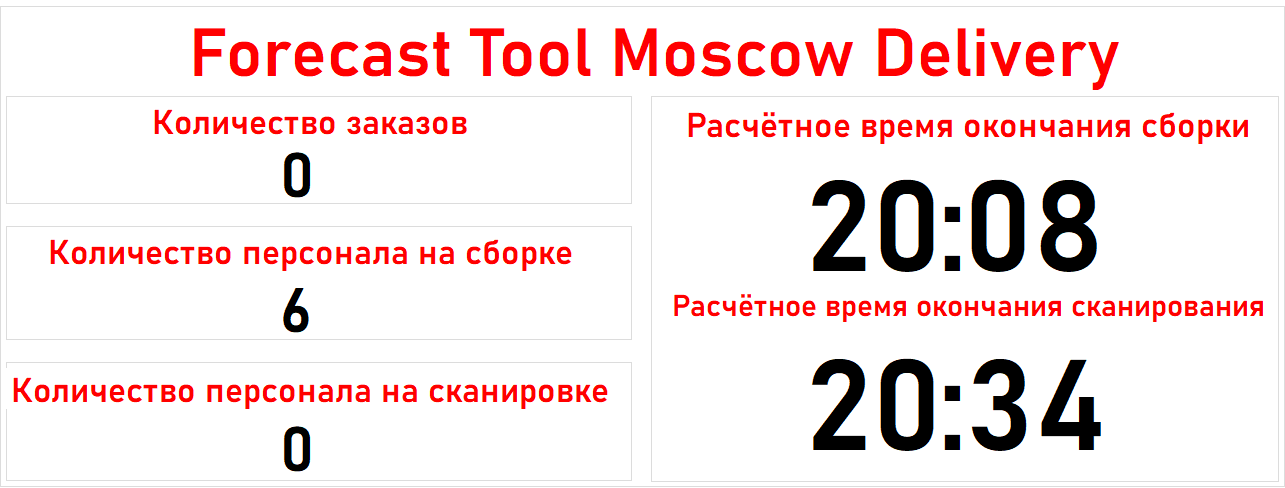 Forecast Tool Moscow Delivery
Количество заказов
0
Количество персонала на сборке
6
Количество персонала на сканировке
0
Расчётное время окончания сборки
20:08
Расчётное время окончания сканирования
20:34